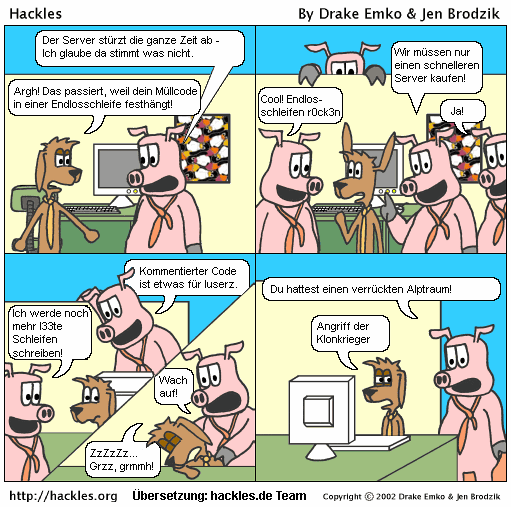 Hackles
By Drake Emko & Jen Brodzik
Der Server stürzt die ganze Zeit ab -
Ich glaube da stimmt was nicht.
Argh! Das passiert, weil dein Müllcode
in einer Endlosschleife festhängt!
Wir müssen nur
einen schnelleren
Server kaufen!
Cool! Endlos-
schleifen r0ck3n
Ja!
Kommentierter Code
ist etwas für luserz.
Ich werde noch
mehr l33te
Schleifen
schreiben!
Wach
auf!
ZzZzZz...
Grzz, grmmh!
Du hattest einen verrückten Alptraum!
Angriff der
Klonkrieger
http://hackles.org
Übersetzung: hackles.de Team
Copyright © 2002 Drake Emko & Jen Brodzik